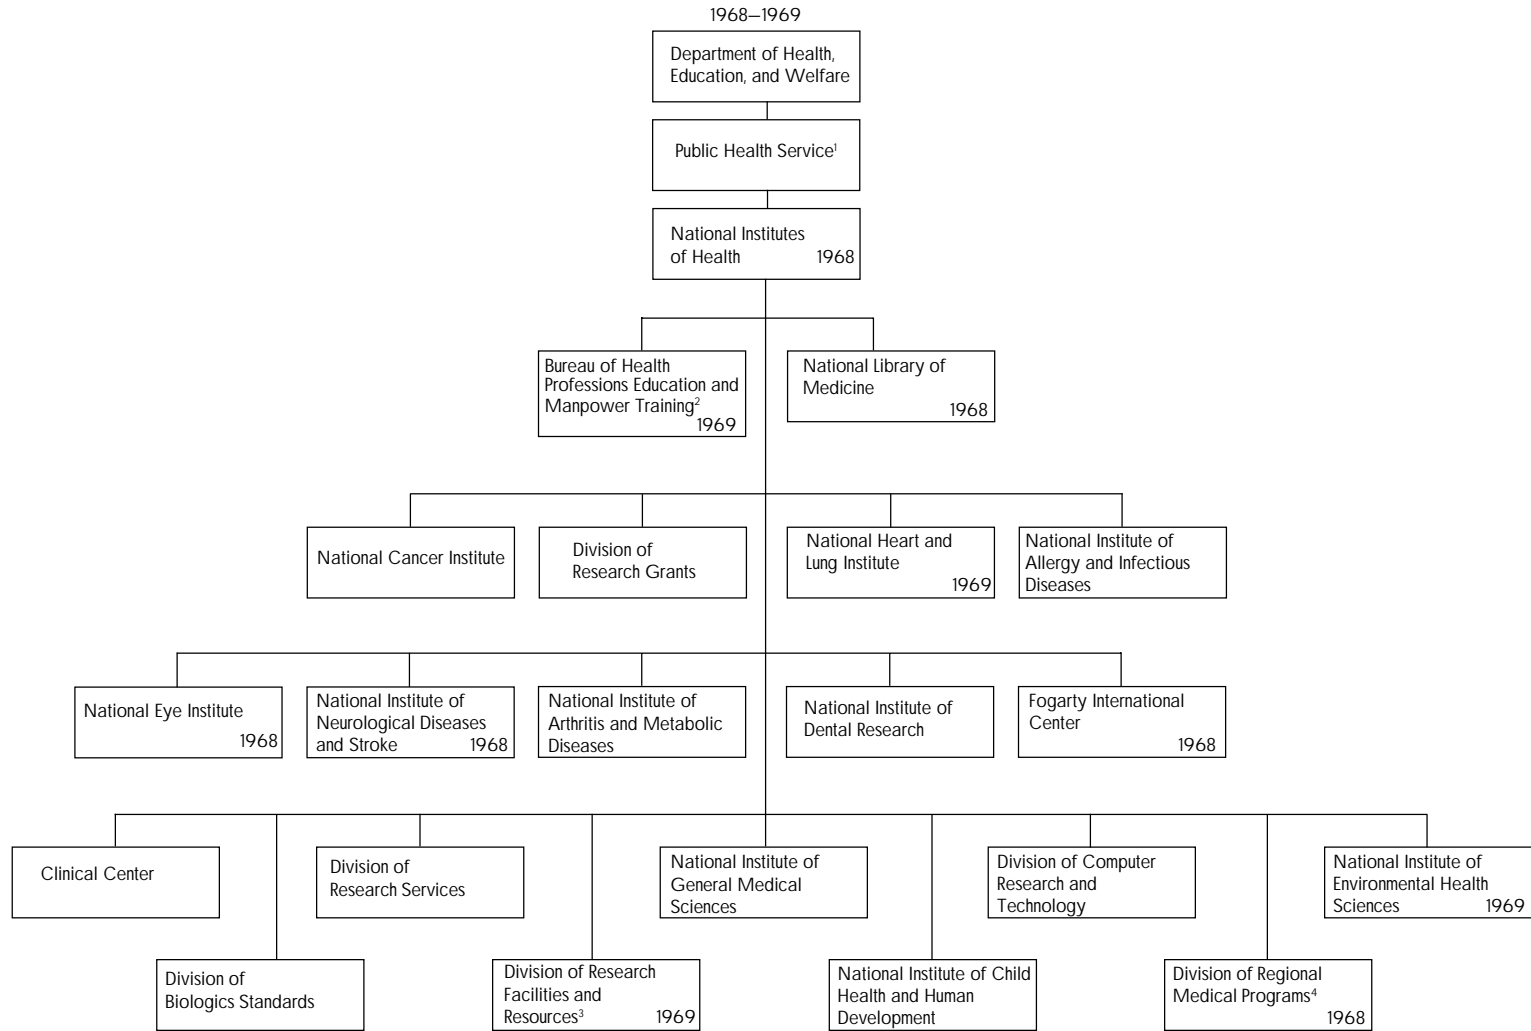 1968–1969
Department of Health,
Education, and Welfare
Public Health Service¹
National Institutes
of Health 1968
Bureau of Health
Professions Education and
Manpower Training²
1969
National Library of
Medicine
1968
National Cancer Institute
Division of
Research Grants
National Heart and
Lung Institute
1969
National Institute of
Allergy and Infectious
Diseases
National Eye Institute
1968
National Institute of
Neurological Diseases
and Stroke 1968
National Institute of
Arthritis and Metabolic
Diseases
National Institute of
Dental Research
Fogarty International
Center
1968
Clinical Center
Division of
Research Services
National Institute of
General Medical
Sciences
Division of Computer
Research and
Technology
National Institute of
Environmental Health
Sciences 1969
Division of
Biologics Standards
Division of Research
Facilities and
Resources³ 1969
National Institute of Child
Health and Human
Development
Division of Regional
Medical Programs⁴
1968